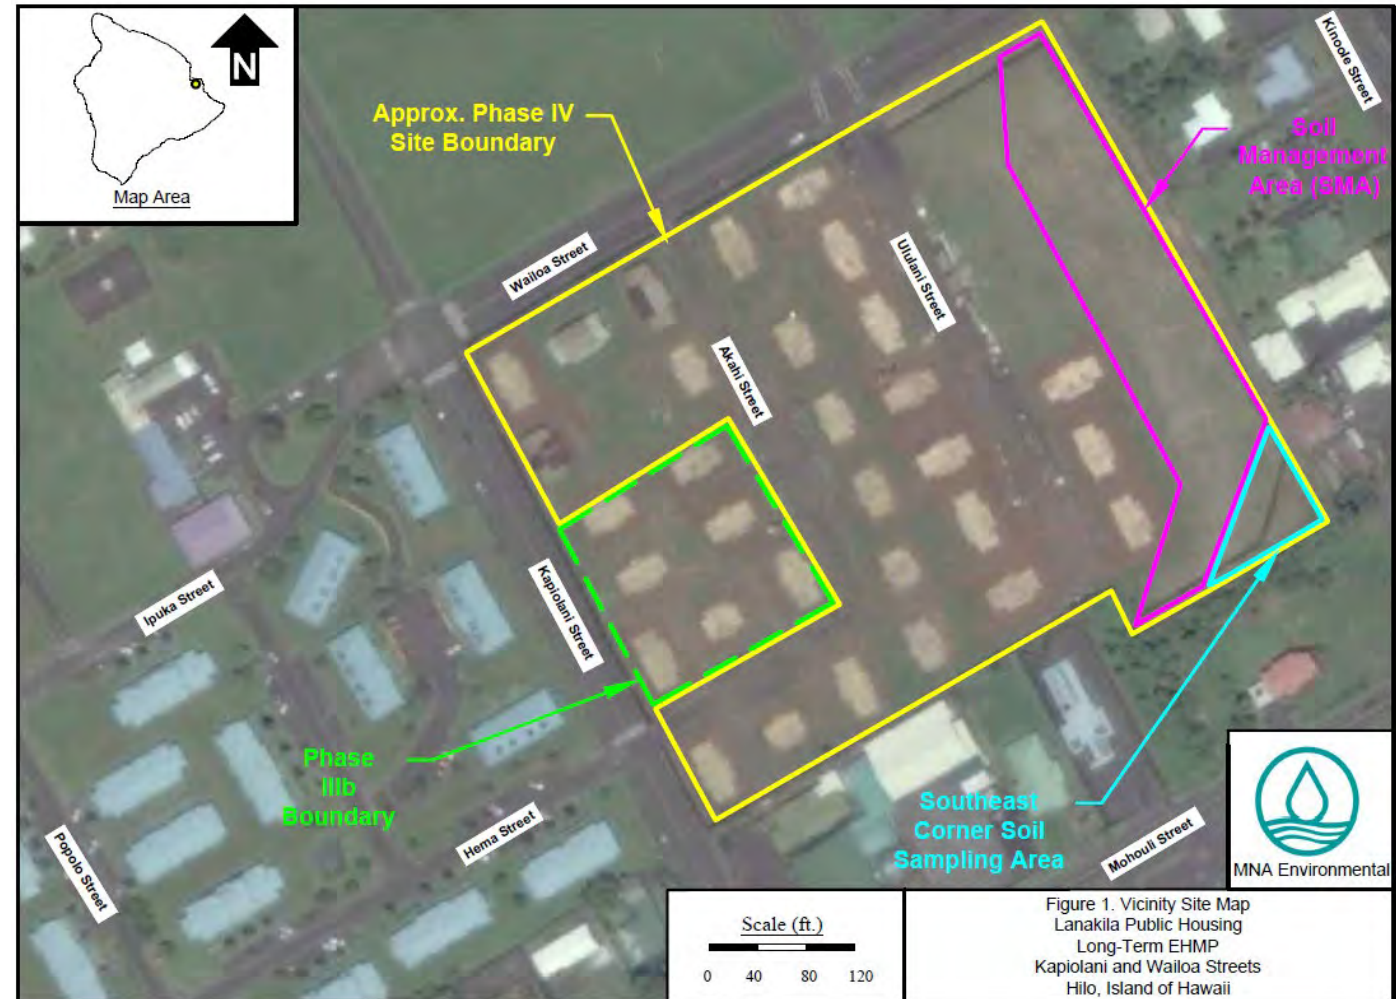 N
Map Area
Approx. Phase IV
Site Boundary
Kinoole Street
Soil
Management
Area (SMA)
Wailoa Street
Ululani Street
Akahi Street
Kapiolani Street
Ipuka Street
Phase
IIIb
Boundary
Hema Street
Popolo Street
Southeast
Corner Soil
Sampling Area
Mohouli Street
MNA Environmental
Scale (ft.)
0 40 80 120
Figure 1. Vicinity Site Map
Lanakila Public Housing
Long-Term EHMP
Kapiolani and Wailoa Streets
Hilo, Island of Hawaii